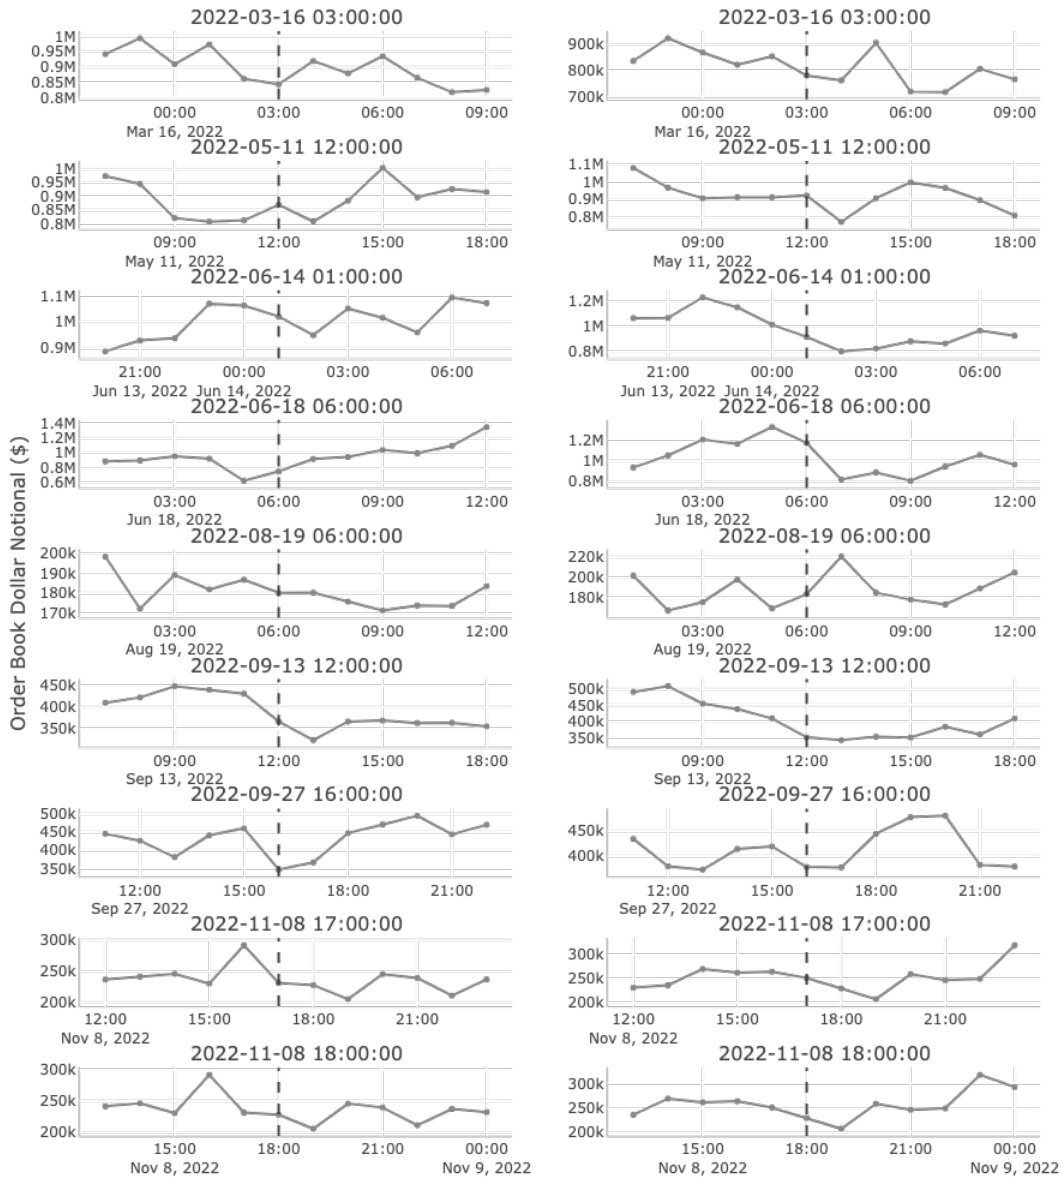 Order Book Dollar Notional ($)
2022-03-16 03:00:00 2022-03-16 03:00:00
1M
0.95M 900k
0.9M
0.85M 800k
0.8M 700k
00:00 03:00 06:00 09:00 00:00 03:00 06:00 09:00
Mar 16, 2022 Mar 16, 2022
2022-05-11 12:00:00 2022-05-11 12:00:00
1M 1.1M
0.95M 1M
0.9M 0.9M
0.85M 0.8M
0.8M
09:00 12:00 15:00 18:00 09:00 12:00 15:00 18:00
May 11, 2022 May 11, 2022
2022-06-14 01:00:00 2022-06-14 01:00:00
1.1M 1.2M
1M 1M
0.9M 0.8M
21:00 00:00 03:00 06:00 21:00 00:00 03:00 06:00
Jun 13, 2022 Jun 14, 2022 Jun 13, 2022 Jun 14, 2022
2022-06-18 06:00:00 2022-06-18 06:00:00
1.4M
1.2M 1.2M
1M 1M
0.8M 0.8M
0.6M
03:00 06:00 09:00 12:00 03:00 06:00 09:00 12:00
Jun 18, 2022 Jun 18, 2022
2022-08-19 06:00:00 2022-08-19 06:00:00
200k 220k
190k 200k
180k 180k
170k
03:00 06:00 09:00 12:00 03:00 06:00 09:00 12:00
Aug 19, 2022 Aug 19, 2022
2022-09-13 12:00:00 2022-09-13 12:00:00
450k 500k
400k 450k
350k 400k
350k
09:00 12:00 15:00 18:00 09:00 12:00 15:00 18:00
Sep 13, 2022 Sep 13, 2022
2022-09-27 16:00:00 2022-09-27 16:00:00
500k
450k 450k
400k 400k
350k
12:00 15:00 18:00 21:00 12:00 15:00 18:00 21:00
Sep 27, 2022 Sep 27, 2022
2022-11-08 17:00:00 2022-11-08 17:00:00
300k 300k
250k 250k
200k 200k
12:00 15:00 18:00 21:00 12:00 15:00 18:00 21:00
Nov 8, 2022 Nov 8, 2022
2022-11-08 18:00:00 2022-11-08 18:00:00
300k 300k
250k 250k
200k 200k
15:00 18:00 21:00 00:00 15:00 18:00 21:00 00:00
Nov 8, 2022 Nov 9, 2022 Nov 8, 2022 Nov 9, 2022